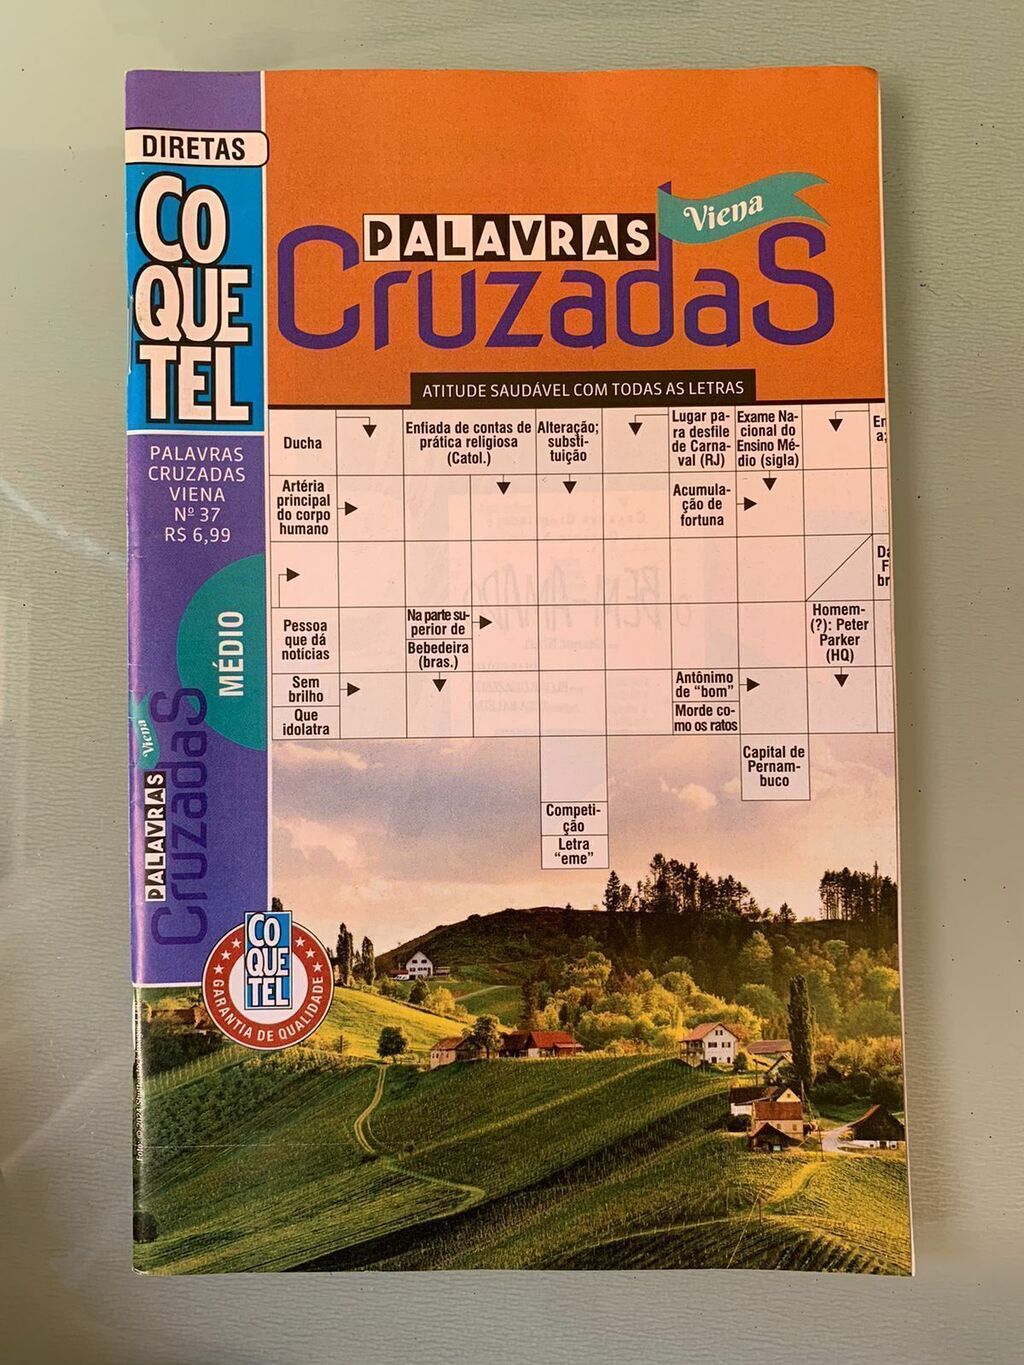 DIRETAS
CO
QUE
TEL
PALAVRAS
CRUZADAS
VIENA
Nº 37
R$ 6,99
MÉDIO
PALAVRAS
CruzadaS
Viena
PALAVRAS
CruzadaS
Viena
ATITUDE SAUDÁVEL COM TODAS AS LETRAS
Ducha
Enfiada de contas de
prática religiosa
(Catol.)
Alteração;
substi-
tuição
Lugar pa-
ra desfile
de Carna-
val (RJ)
Exame Na-
cional do
Ensino Mé-
dio (sigla)
En
a;
Artéria
principal
do corpo
humano
Acumula-
ção de
fortuna
Da
F
br
Pessoa
que dá
notícias
Na parte su-
perior de
Bebedeira
(bras.)
Homem-
(?): Peter
Parker
(HQ)
Sem
brilho
Que
idolatra
Antônimo
de "bom"
Morde co-
mo os ratos
Capital de
Pernam-
buco
Competi-
ção
Letra
"eme"
CO
QUE
TEL
GARANTIA DE QUALIDADE